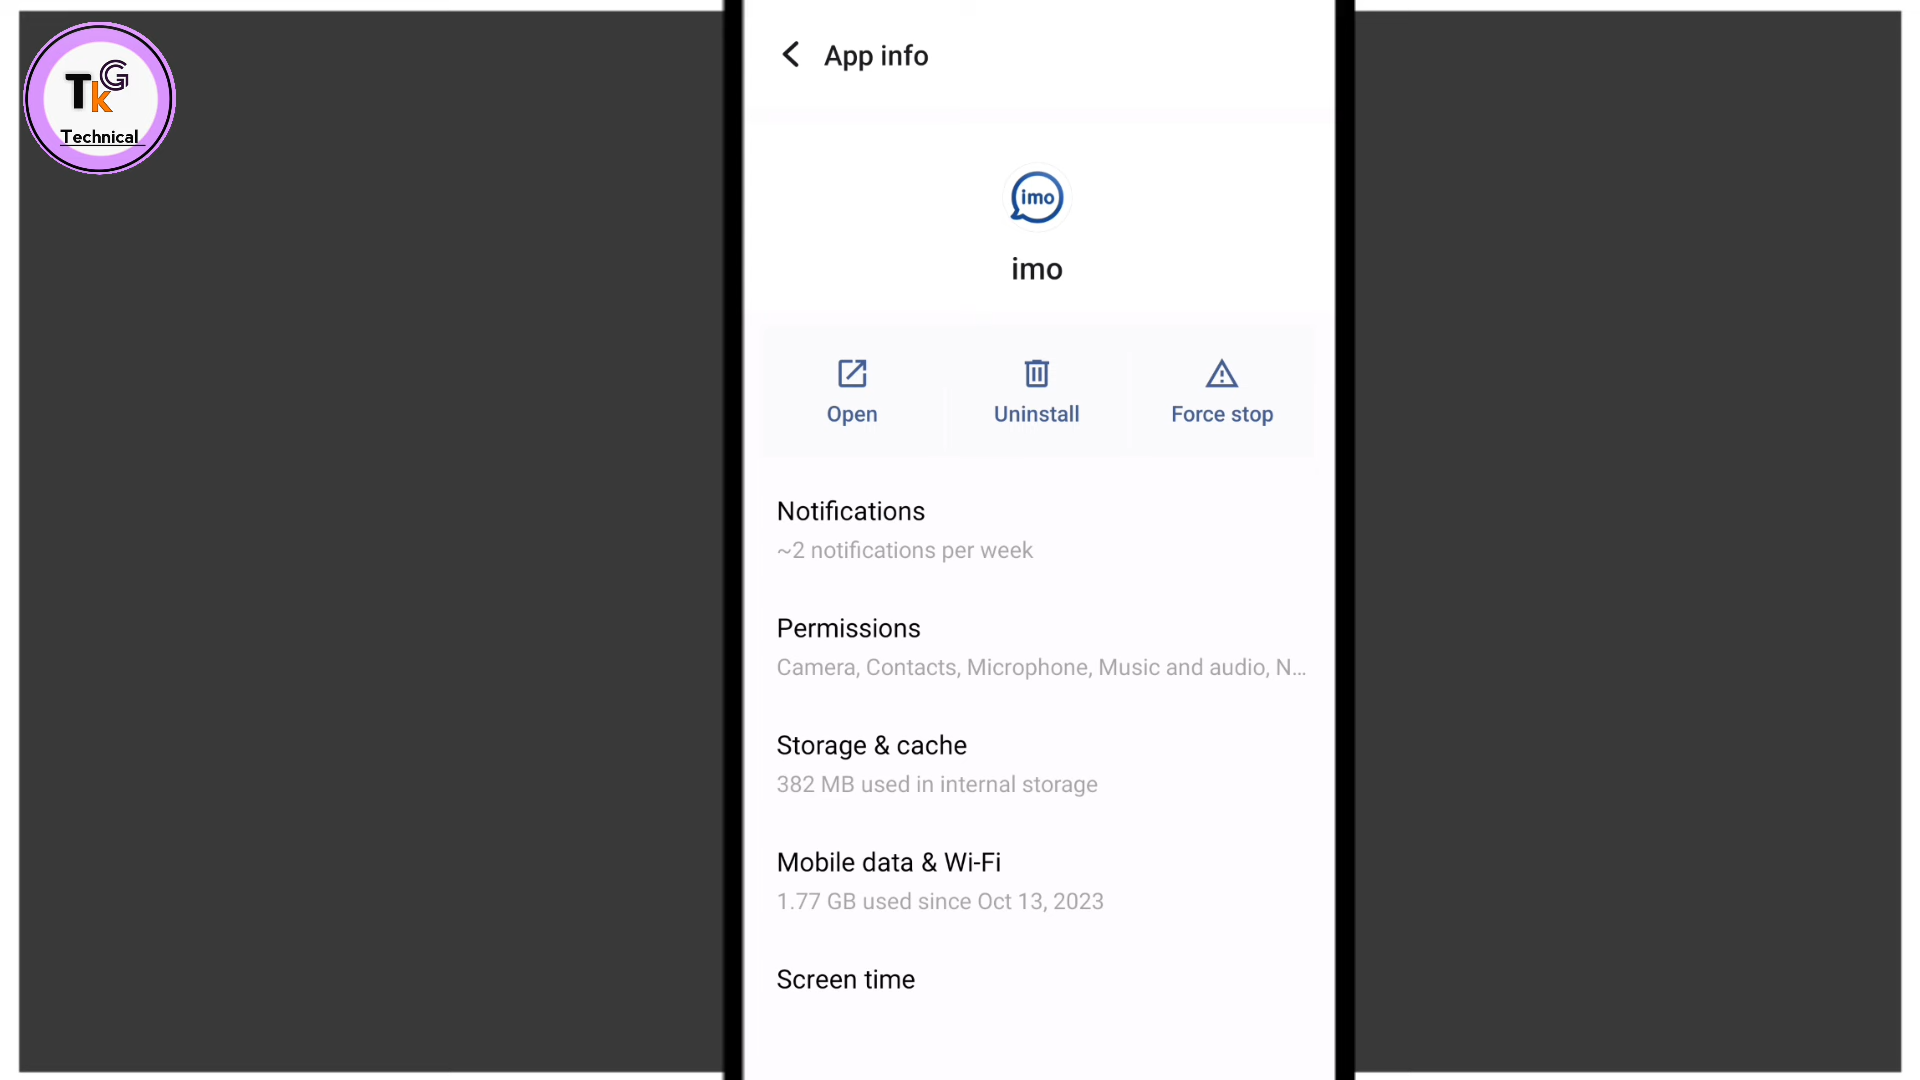 TkG
Technical
App info
imo
imo
Open
Uninstall
Force stop
Notifications
~2 notifications per week
Permissions
Camera, Contacts, Microphone, Music and audio, N...
Storage & cache
382 MB used in internal storage
Mobile data & Wi-Fi
1.77 GB used since Oct 13, 2023
Screen time